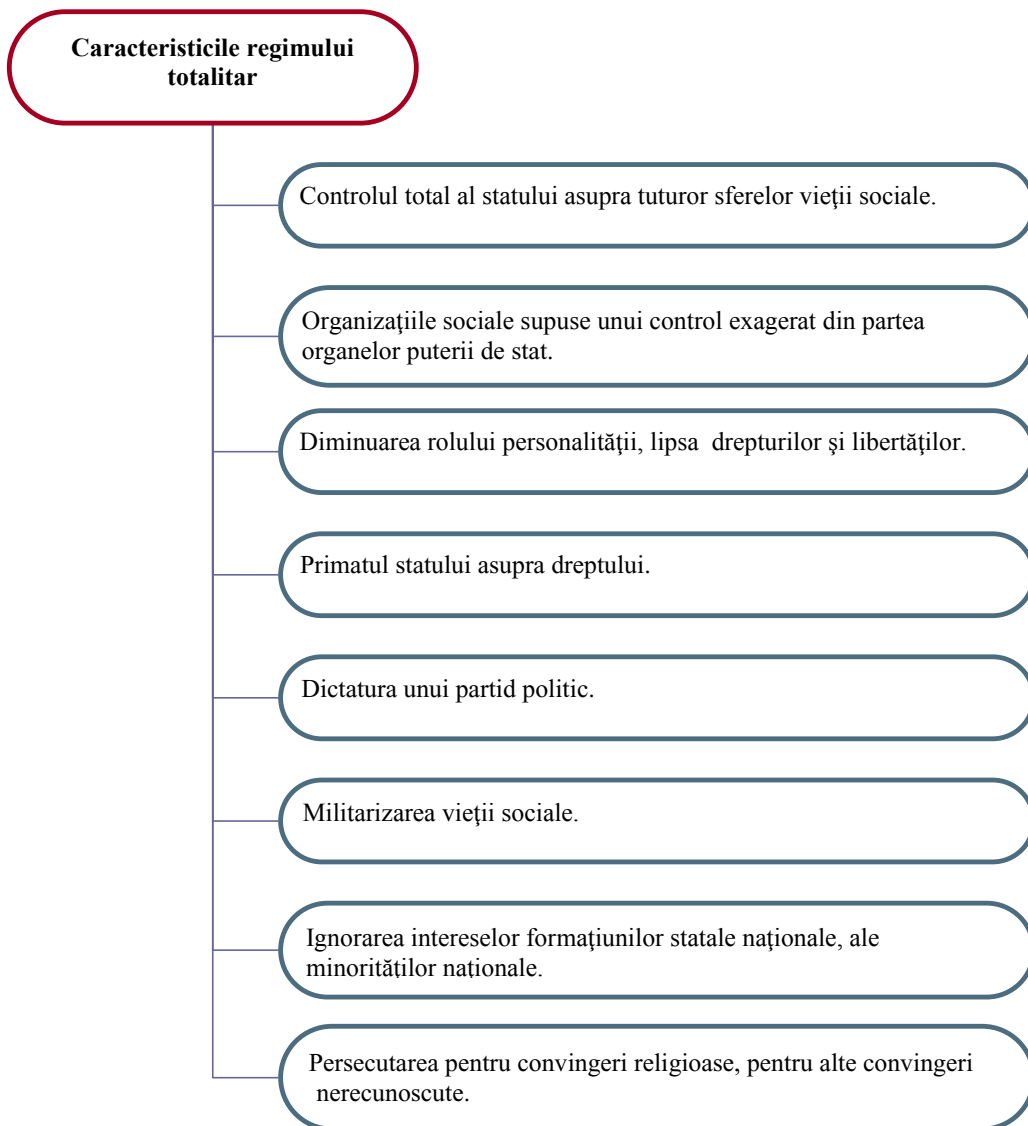 Caracteristicile regimului
totalitar
Controlul total al statului asupra tuturor sferelor vieţii sociale.
Organizaţiile sociale supuse unui control exagerat din partea
organelor puterii de stat.
Diminuarea rolului personalităţii, lipsa drepturilor şi libertăţilor.
Primatul statului asupra dreptului.
Dictatura unui partid politic.
Militarizarea vieţii sociale.
Ignorarea intereselor formaţiunilor statale naţionale, ale
minorităţilor naţionale.
Persecutarea pentru convingeri religioase, pentru alte convingeri
nerecunoscute.